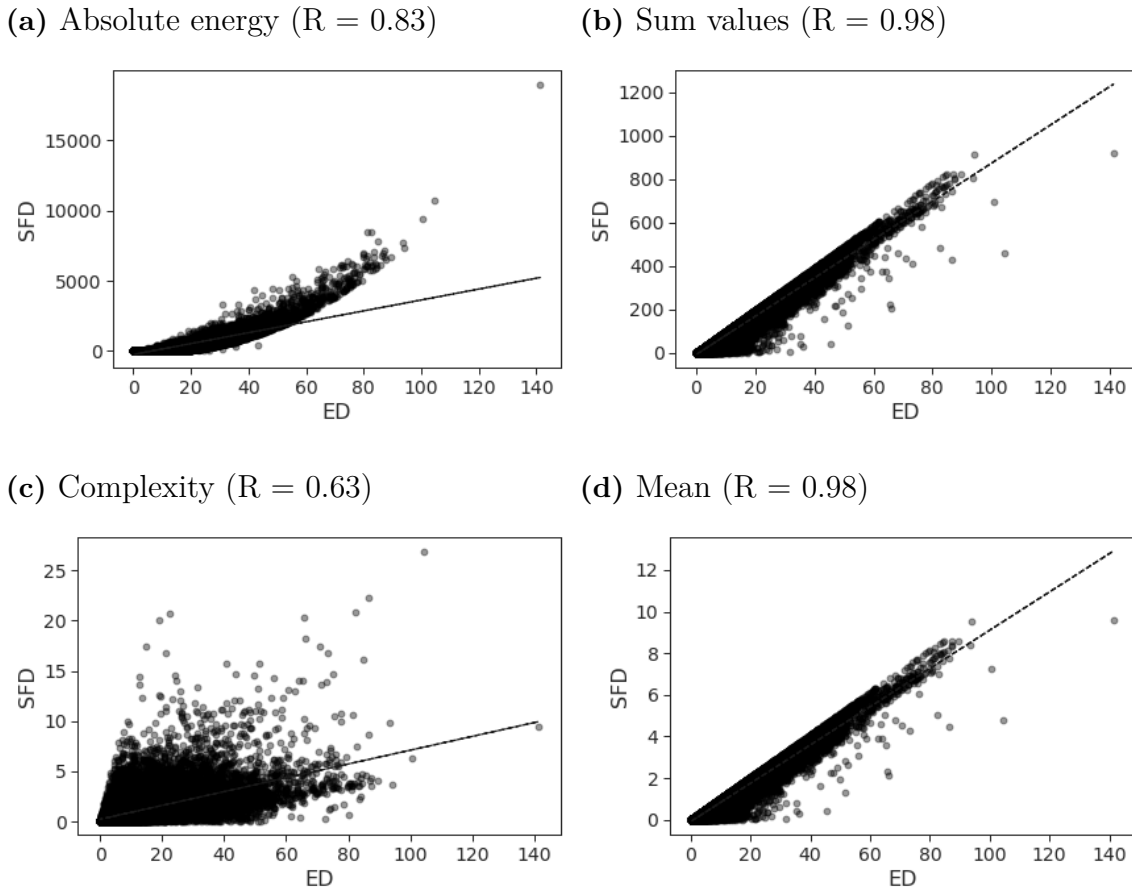 (a) Absolute energy (R = 0.83)
15000
10000
5000
0
SFD
0 20 40 60 80 100 120 140
ED
(b) Sum values (R = 0.98)
1200
1000
800
600
400
200
0
SFD
0 20 40 60 80 100 120 140
ED
(c) Complexity (R = 0.63)
25
20
15
10
5
0
SFD
0 20 40 60 80 100 120 140
ED
(d) Mean (R = 0.98)
12
10
8
6
4
2
0
SFD
0 20 40 60 80 100 120 140
ED